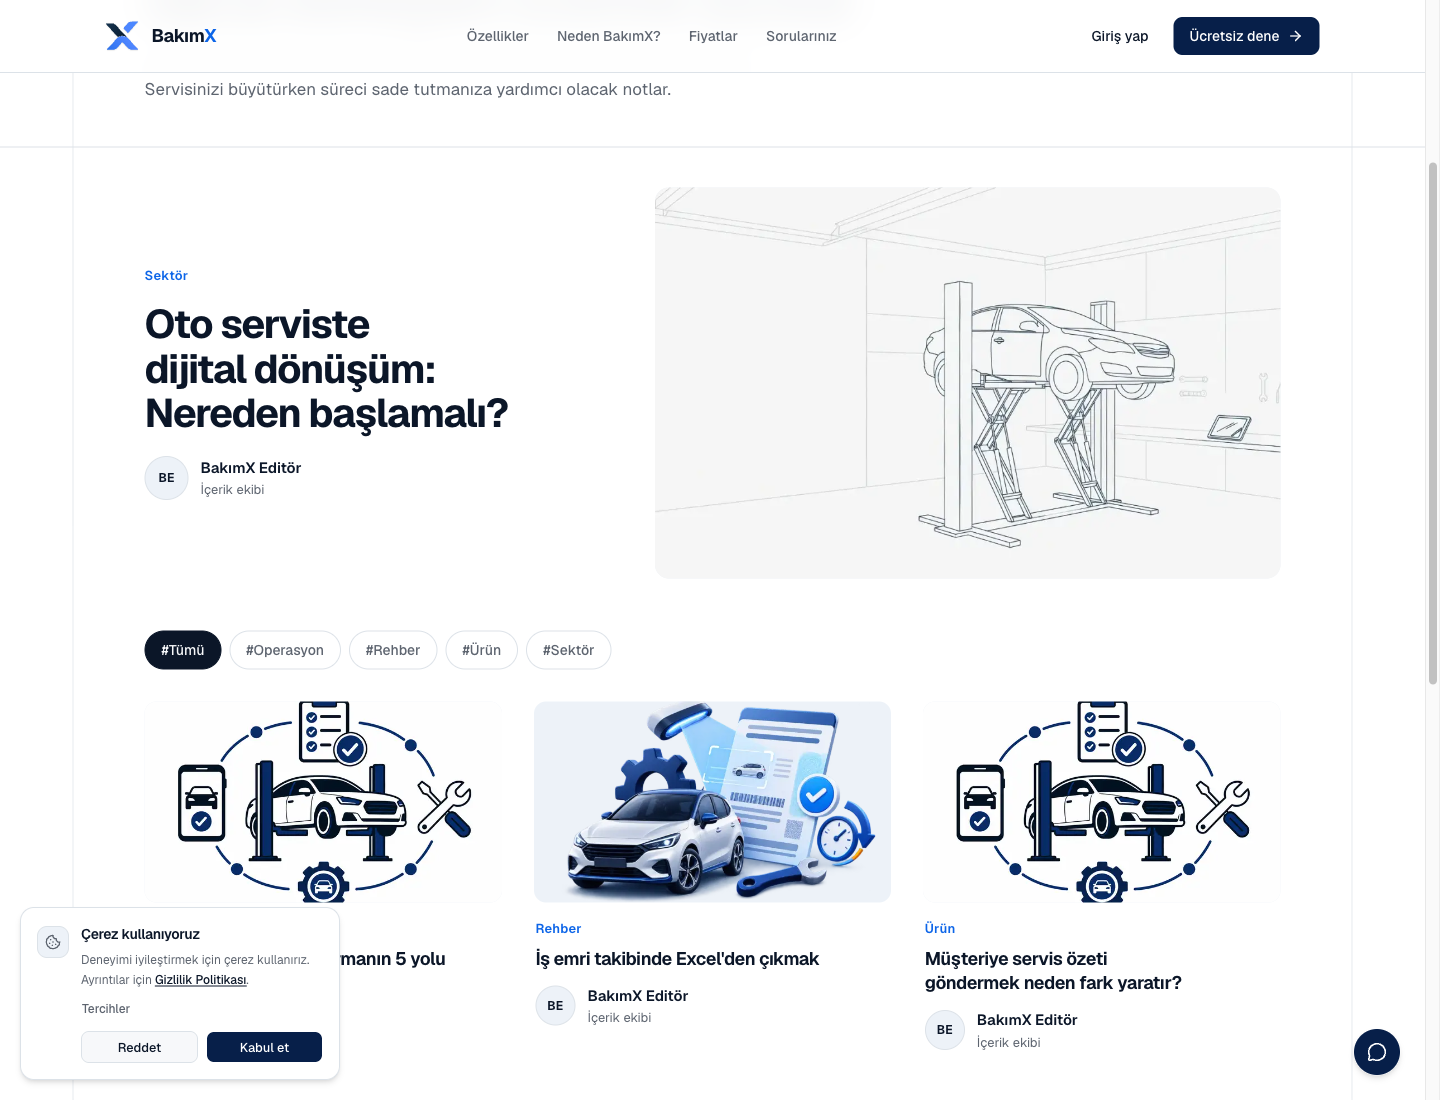 BakımX
Özellikler
Neden BakımX?
Fiyatlar
Sorularınız
Giriş yap
Ücretsiz dene
Servisinizi büyütürken süreci sade tutmanıza yardımcı olacak notlar.
Sektör
Oto serviste
dijital dönüşüm:
Nereden başlamalı?
BE
BakımX Editör
İçerik ekibi
#Tümü
#Operasyon
#Rehber
#Ürün
#Sektör
5 yolu
Rehber
İş emri takibinde Excel'den çıkmak
BE
BakımX Editör
İçerik ekibi
Ürün
Müşteriye servis özeti
göndermek neden fark yaratır?
BE
BakımX Editör
İçerik ekibi
Çerez kullanıyoruz
Deneyimi iyileştirmek için çerez kullanırız.
Ayrıntılar için Gizlilik Politikası.
Tercihler
Reddet
Kabul et